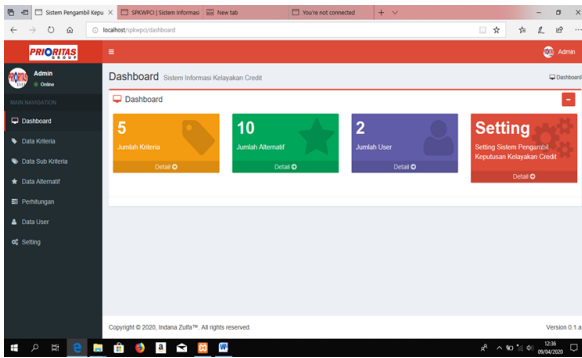 Sistem Pengambil Kepu
SPKWPCI | Sistem Informasi
New tab
You're not connected
localhost/spkwpci/dashboard
PRIORITAS
GROUP
Admin
Admin
Online
MAIN NAVIGATION
Dashboard
Data Kriteria
Data Sub Kriteria
Data Alternatif
Perhitungan
Data User
Setting
Dashboard Sistem Informasi Kelayakan Credit
Dashboard
Dashboard
5
Jumlah Kriteria
Detail
10
Jumlah Alternatif
Detail
2
Jumlah User
Detail
Setting
Setting Sistem Pengambil
Keputusan Kelayakan Credit
Detail
Copyright © 2020, Indana Zulfa™. All rights reserved.
Version 0.1.a
12:36
09/04/2020